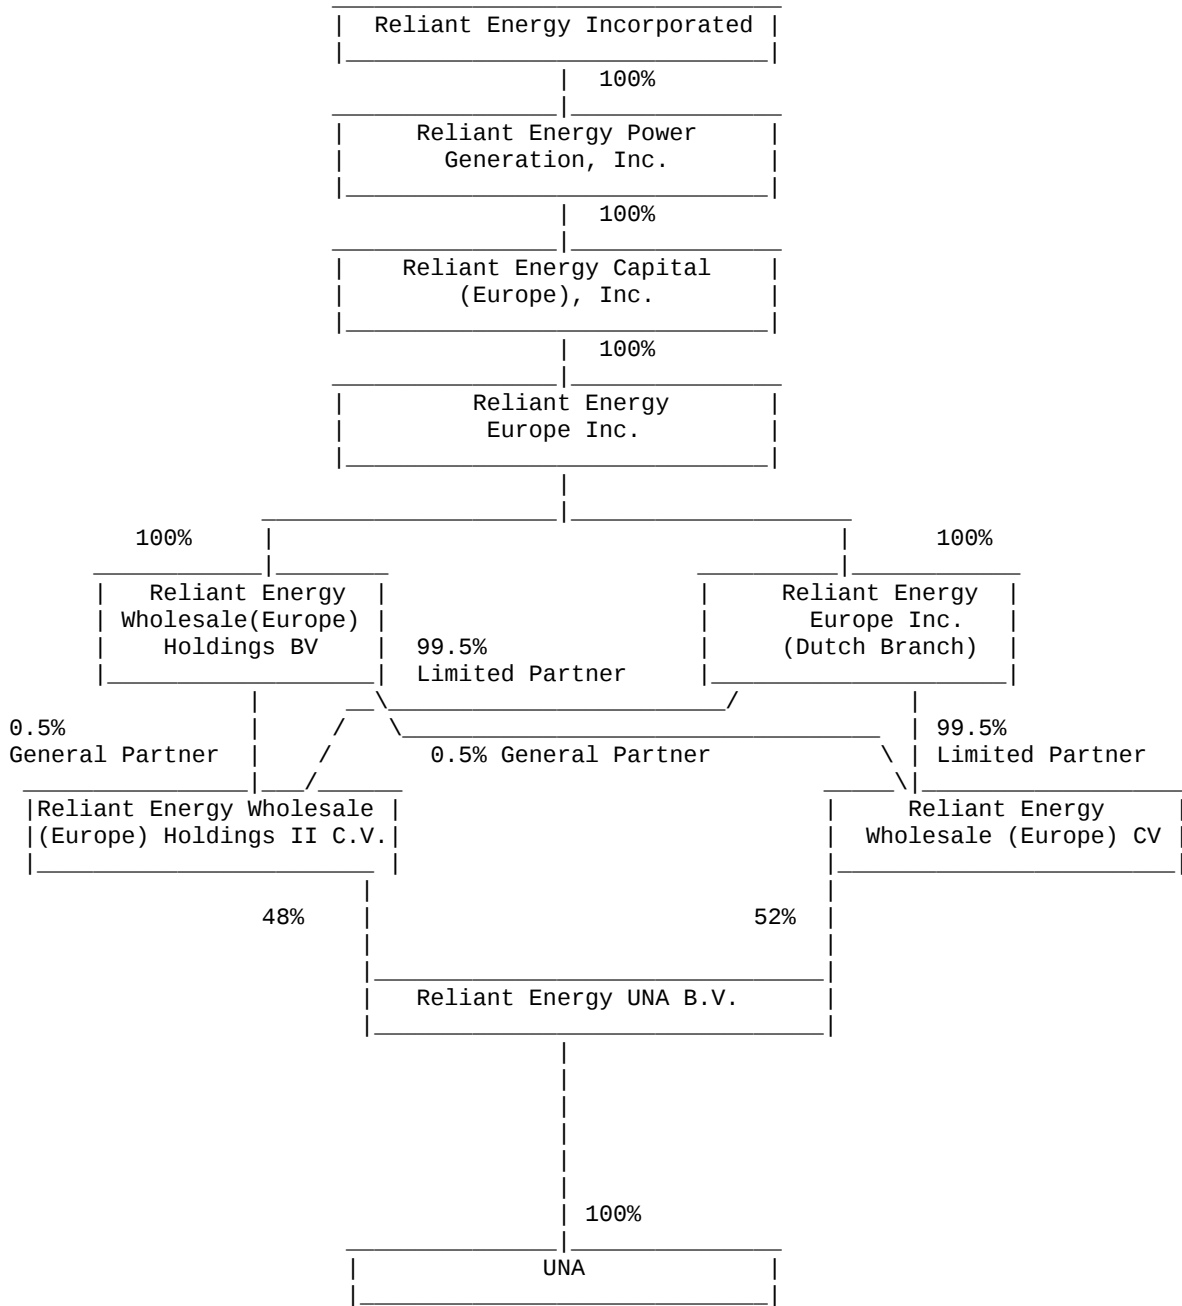 Reliant Energy Incorporated
100%
Reliant Energy Power
Generation, Inc.
100%
Reliant Energy Capital
(Europe), Inc.
100%
Reliant Energy
Europe Inc.
100% 100%
Reliant Energy Reliant Energy
Wholesale(Europe) Europe Inc.
Holdings BV 99.5% (Dutch Branch)
Limited Partner
0.5% 99.5%
General Partner 0.5% General Partner Limited Partner
Reliant Energy Wholesale Reliant Energy
(Europe) Holdings II C.V. Wholesale (Europe) CV
48% 52%
Reliant Energy UNA B.V.
100%
UNA